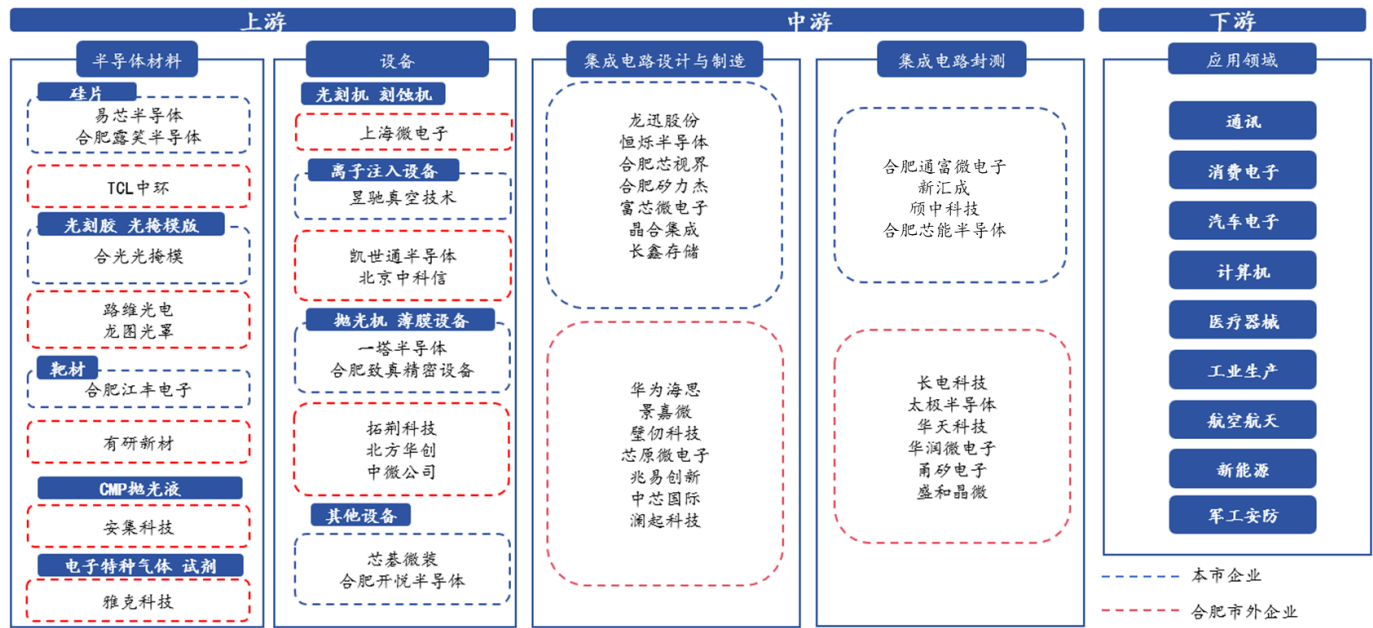 上游
半导体材料
硅片
易芯半导体
合肥露笑半导体
TCL中环
光刻胶 光掩模版
合光光掩模
路维光电
龙图光罩
靶材
合肥江丰电子
有研新材
CMP抛光液
安集科技
电子特种气体 试剂
雅克科技
设备
光刻机 刻蚀机
上海微电子
离子注入设备
昱驰真空技术
凯世通半导体
北京中科信
抛光机 薄膜设备
一塔半导体
合肥致真精密设备
拓荆科技
北方华创
中微公司
其他设备
芯碁微装
合肥开悦半导体
中游
集成电路设计与制造
龙迅股份
恒烁半导体
合肥芯视界
合肥矽力杰
富芯微电子
晶合集成
长鑫存储
华为海思
景嘉微
壁仞科技
芯原微电子
兆易创新
中芯国际
澜起科技
集成电路封测
合肥通富微电子
新汇成
颀中科技
合肥芯能半导体
长电科技
太极半导体
华天科技
华润微电子
甬矽电子
盛和晶微
下游
应用领域
通讯
消费电子
汽车电子
计算机
医疗器械
工业生产
航空航天
新能源
军工安防
本市企业
合肥市外企业